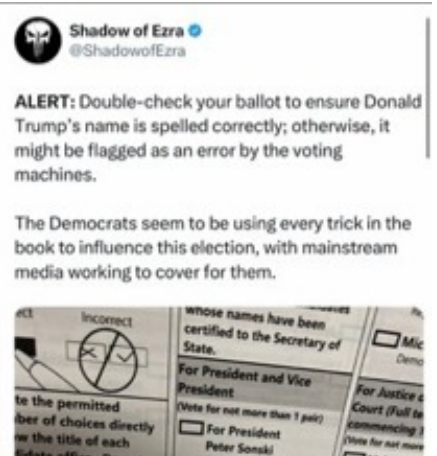 Shadow of Ezra
@ShadowofEzra
ALERT: Double-check your ballot to ensure Donald
Trump's name is spelled correctly; otherwise, it
might be flagged as an error by the voting
machines.
The Democrats seem to be using every trick in the
book to influence this election, with mainstream
media working to cover for them.
ect
Incorrect
te the permitted
ber of choices directly
w the title of each
whose names have been
certified to the Secretary of
State.
For President and Vice
President
(Vote for not more than 1 pair)
For President
Peter Sonski
Mic
Demo
For Justice
Court (Full te
commencing
(Vote for not more